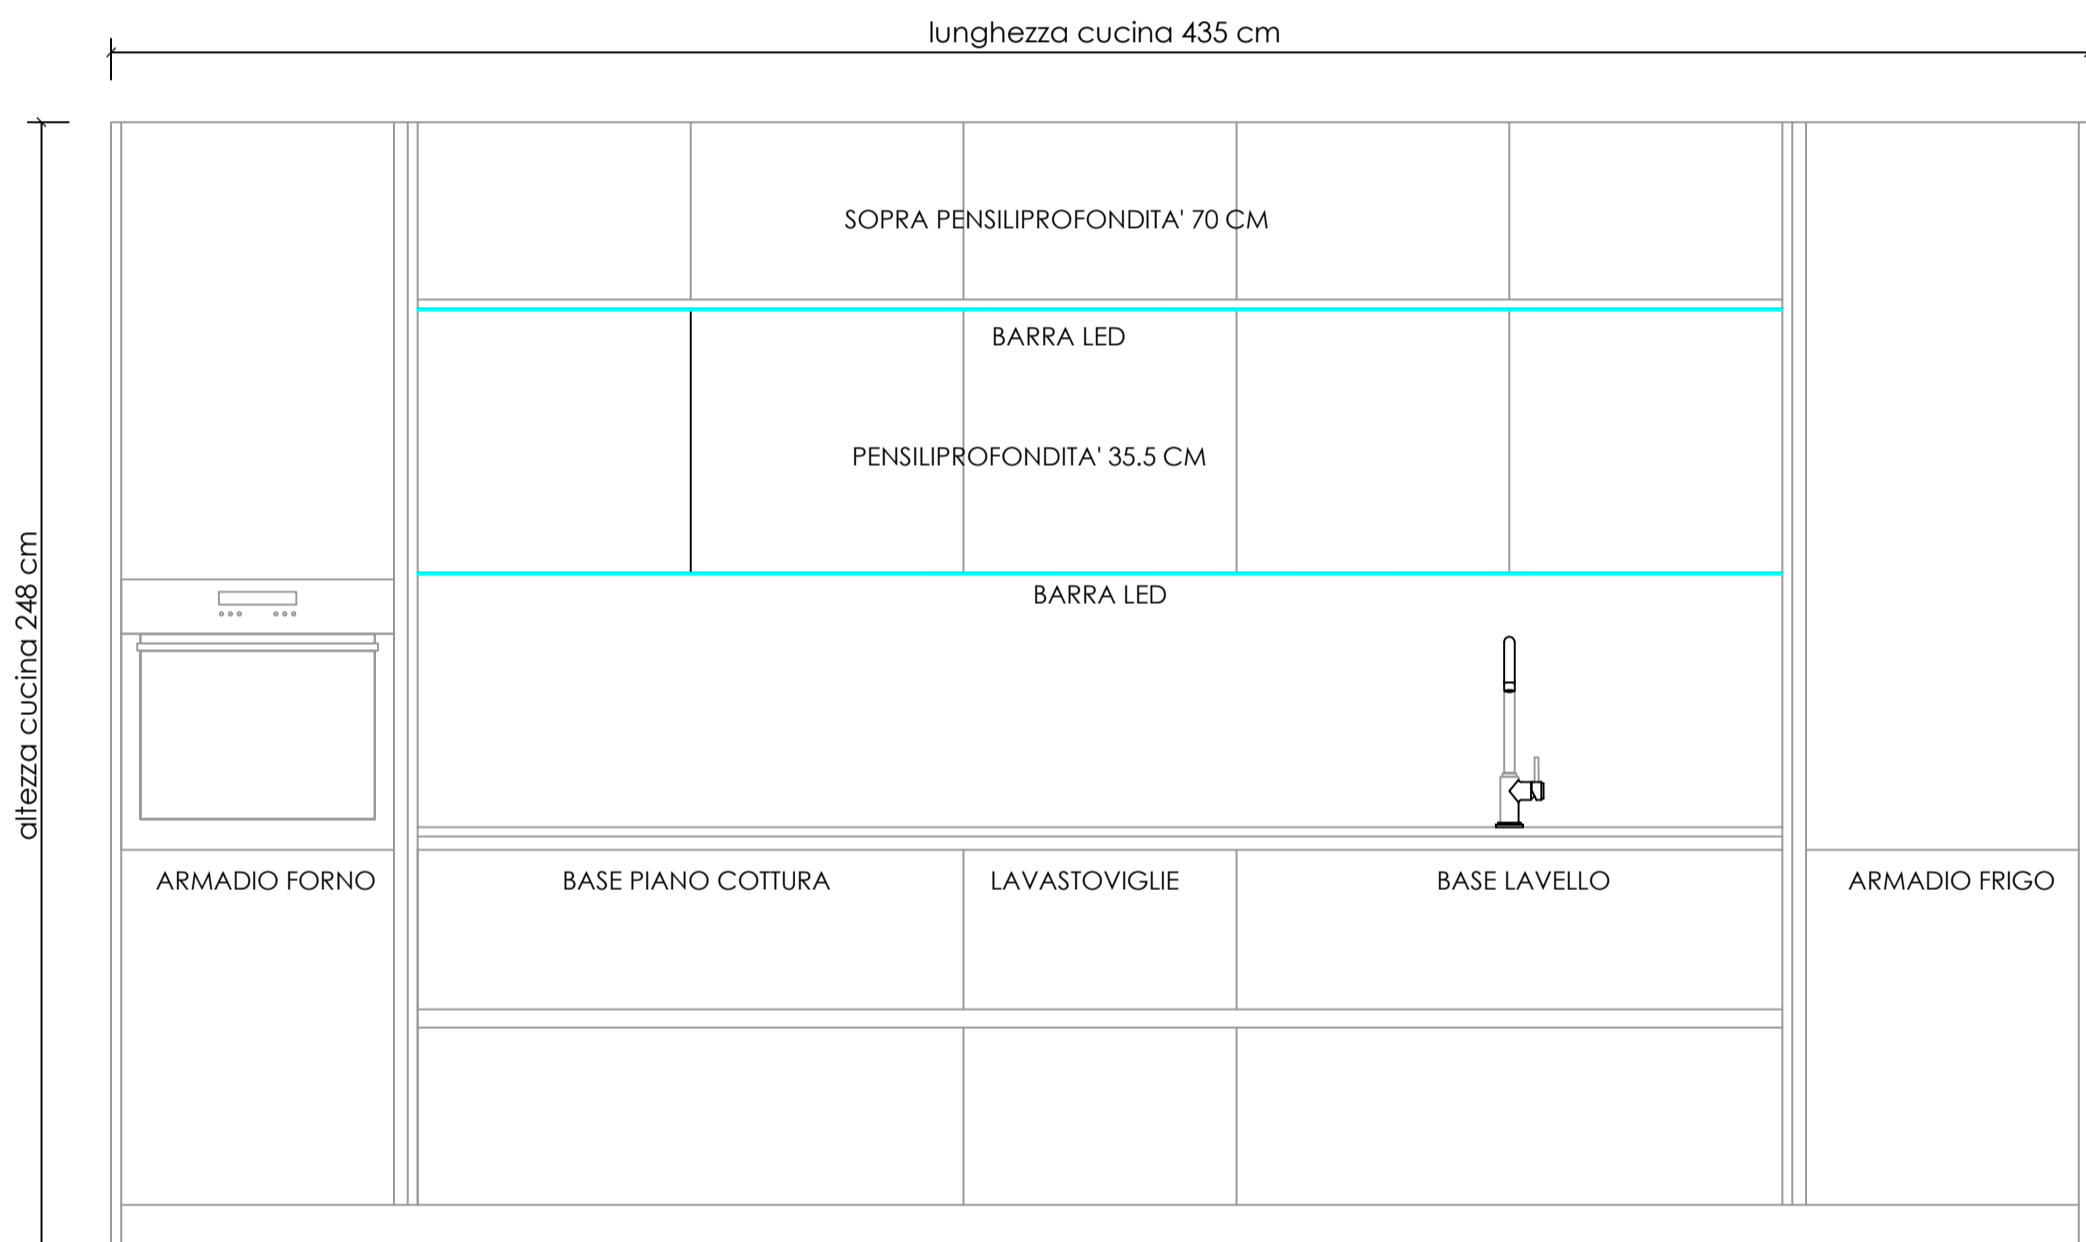 lunghezza cucina 435 cm
SOPRA PENSILIPROFONDITA' 70 CM
BARRA LED
PENSILIPROFONDITA' 35.5 CM
BARRA LED
altezza cucina 248 cm
ARMADIO FORNO
BASE PIANO COTTURA
LAVASTOVIGLIE
BASE LAVELLO
ARMADIO FRIGO